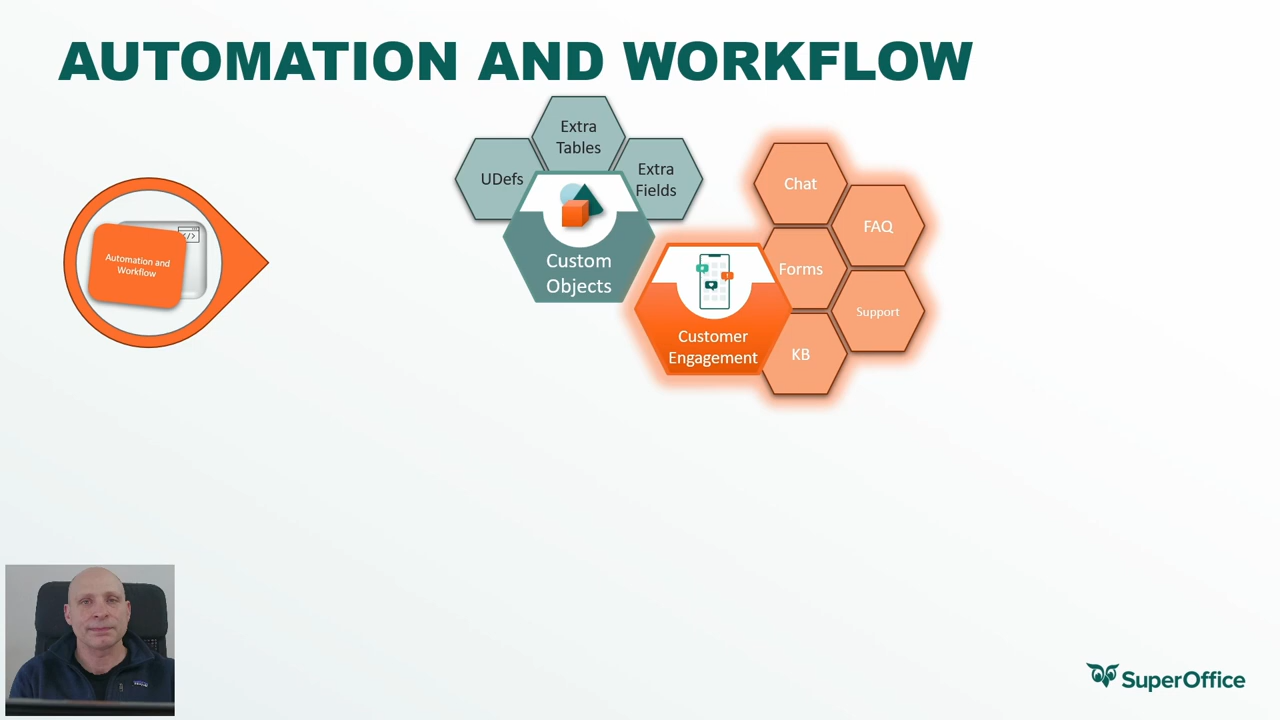 AUTOMATION AND WORKFLOW
Automation and
Workflow
</>
UDefs
Extra
Tables
Extra
Fields
Custom
Objects
Customer
Engagement
Chat
FAQ
Forms
Support
KB
SuperOffice